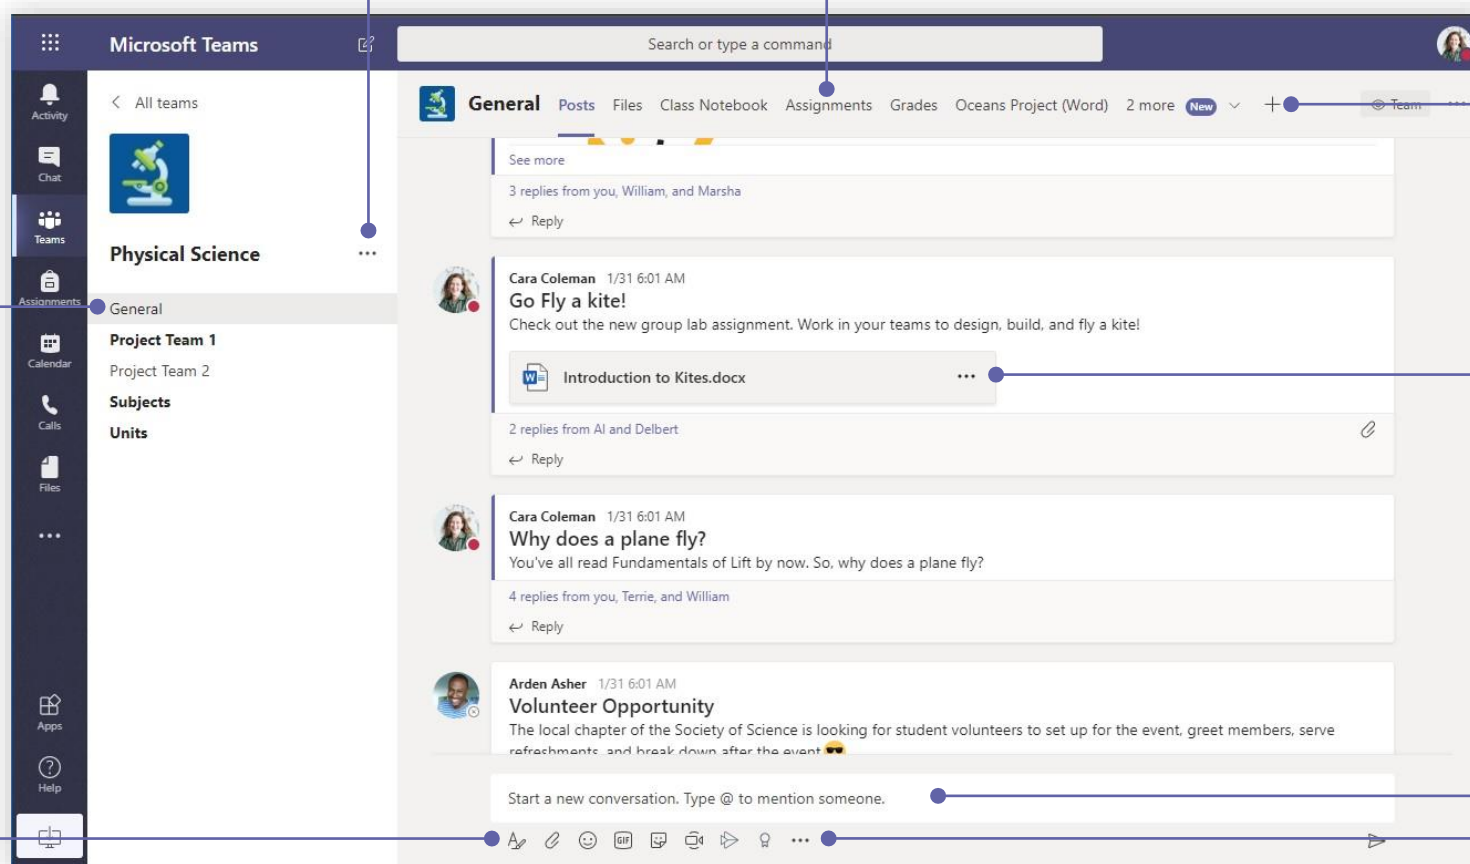 Microsoft Teams
Search or type a command
Activity
Chat
Teams
Assignments
Calendar
Calls
Files
Apps
Help
All teams
Physical Science
General
Project Team 1
Project Team 2
Subjects
Units
General Posts Files Class Notebook Assignments Grades Oceans Project (Word) 2 more New
Team
See more
3 replies from you, William, and Marsha
Reply
Cara Coleman 1/31 6:01 AM
Go Fly a kite!
Check out the new group lab assignment. Work in your teams to design, build, and fly a kite!
Introduction to Kites.docx
2 replies from Al and Delbert
Reply
Cara Coleman 1/31 6:01 AM
Why does a plane fly?
You've all read Fundamentals of Lift by now. So, why does a plane fly?
4 replies from you, Terrie, and William
Reply
Arden Asher 1/31 6:01 AM
Volunteer Opportunity
The local chapter of the Society of Science is looking for student volunteers to set up for the event, greet members, serve
refreshments, and break down after the event
Start a new conversation. Type @ to mention someone.
GIF